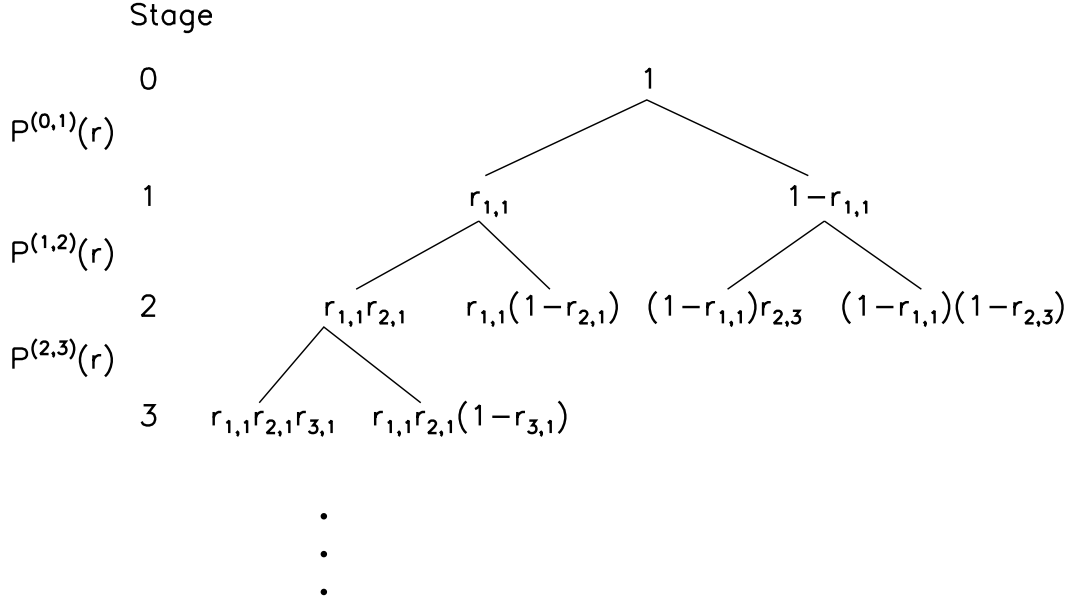 Stage
0 1
P^(0,1)(r)
1 r_1,1 1−r_1,1
P^(1,2)(r)
2 r_1,1r_2,1 r_1,1(1−r_2,1) (1−r_1,1)r_2,3 (1−r_1,1)(1−r_2,3)
P^(2,3)(r)
3 r_1,1r_2,1r_3,1 r_1,1r_2,1(1−r_3,1)